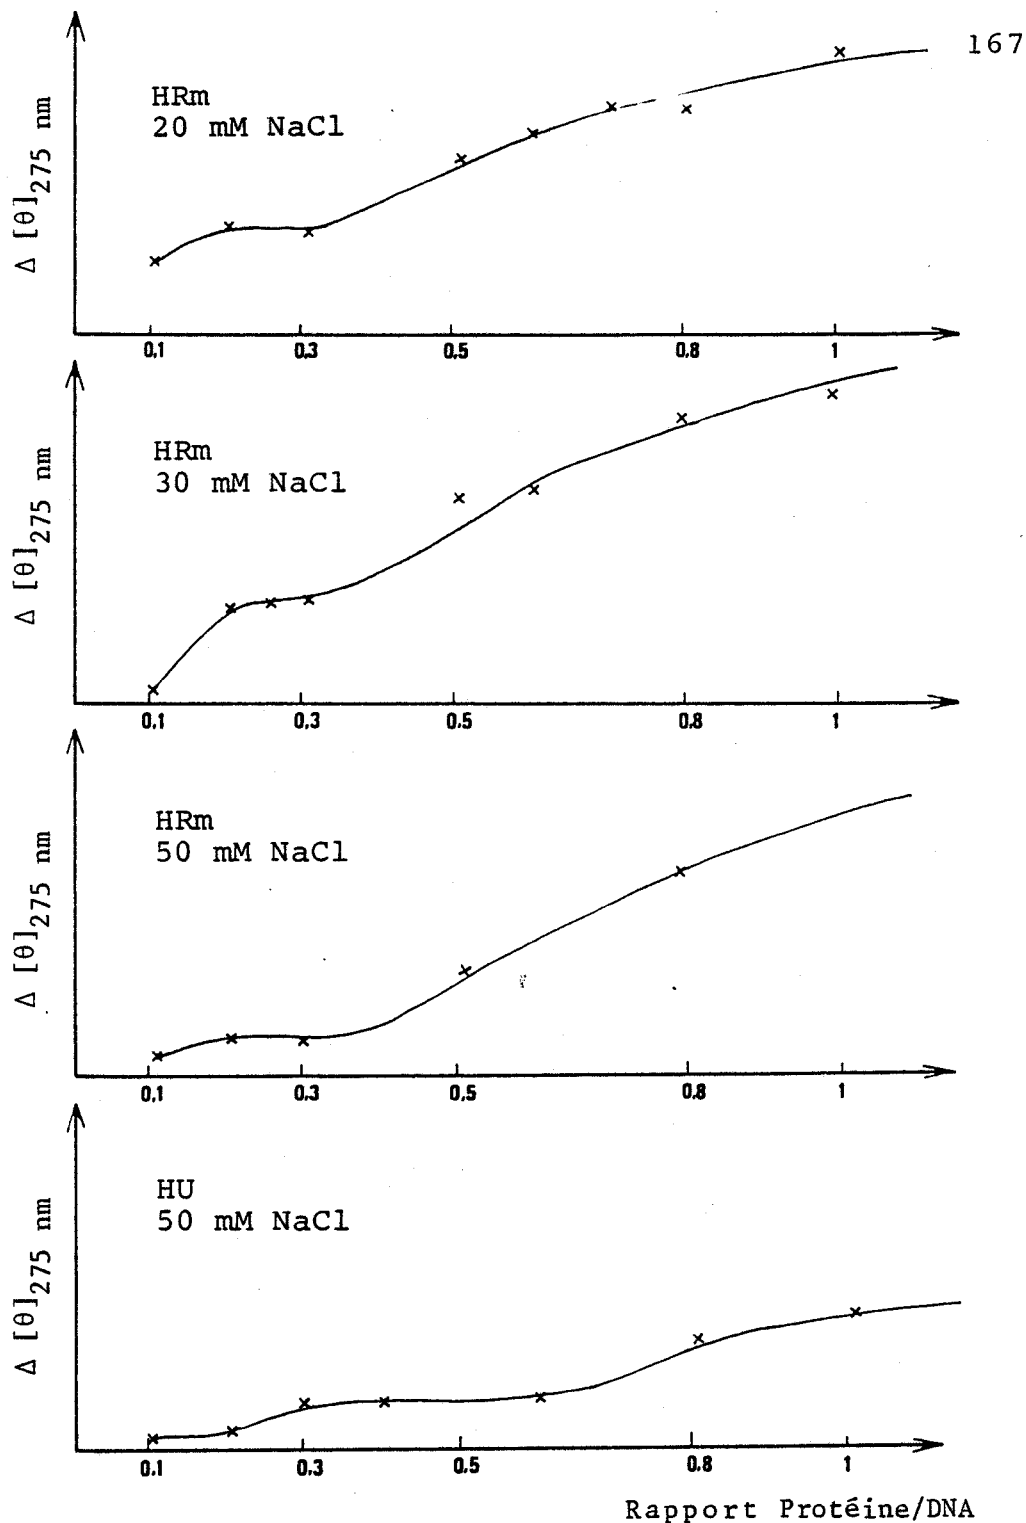 167
HRm
20 mM NaCl
Δ [θ]275 nm
0.1 0.3 0.5 0.8 1
HRm
30 mM NaCl
Δ [θ]275 nm
0.1 0.3 0.5 0.8 1
HRm
50 mM NaCl
Δ [θ]275 nm
0.1 0.3 0.5 0.8 1
HU
50 mM NaCl
Δ [θ]275 nm
0.1 0.3 0.5 0.8 1
Rapport Protéine/DNA